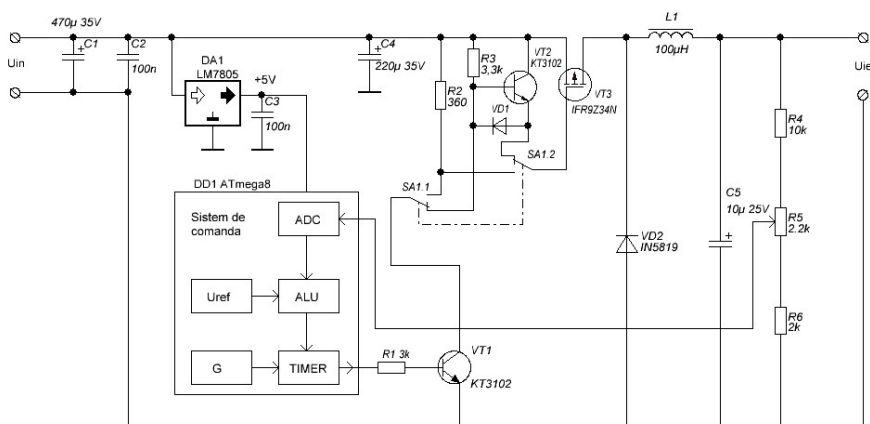 470µ 35V
L1
C1
C2
100n
DA1
LM7805
+5V
C3
100n
C4
220µ 35V
R3
3,3k
R2
360
VT2
KT3102
VD1
SA1.2
SA1.1
VT3
IFR9Z34N
100µH
Uin
Uie
R4
10k
R5
2.2k
R6
2k
C5
10µ 25V
VD2
IN5819
DD1 ATmega8
Sistem de
comanda
ADC
Uref
ALU
G
TIMER
R1 3k
VT1
KT3102